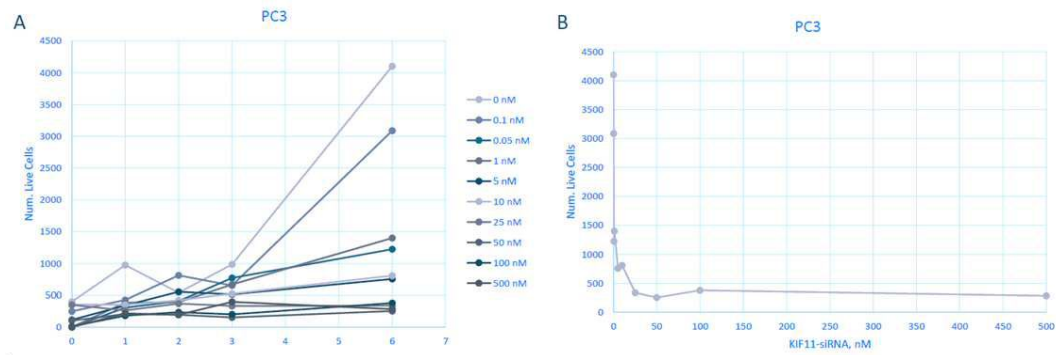 A
PC3
Num. Live Cells
4500
4000
3500
3000
2500
2000
1500
1000
500
0
0 1 2 3 4 5 6 7
0 nM
0.1 nM
0.05 nM
1 nM
5 nM
10 nM
25 nM
50 nM
100 nM
500 nM
B
PC3
Num. Live Cells
4500
4000
3500
3000
2500
2000
1500
1000
500
0
0 50 100 150 200 250 300 350 400 450 500
KIF11-siRNA, nM